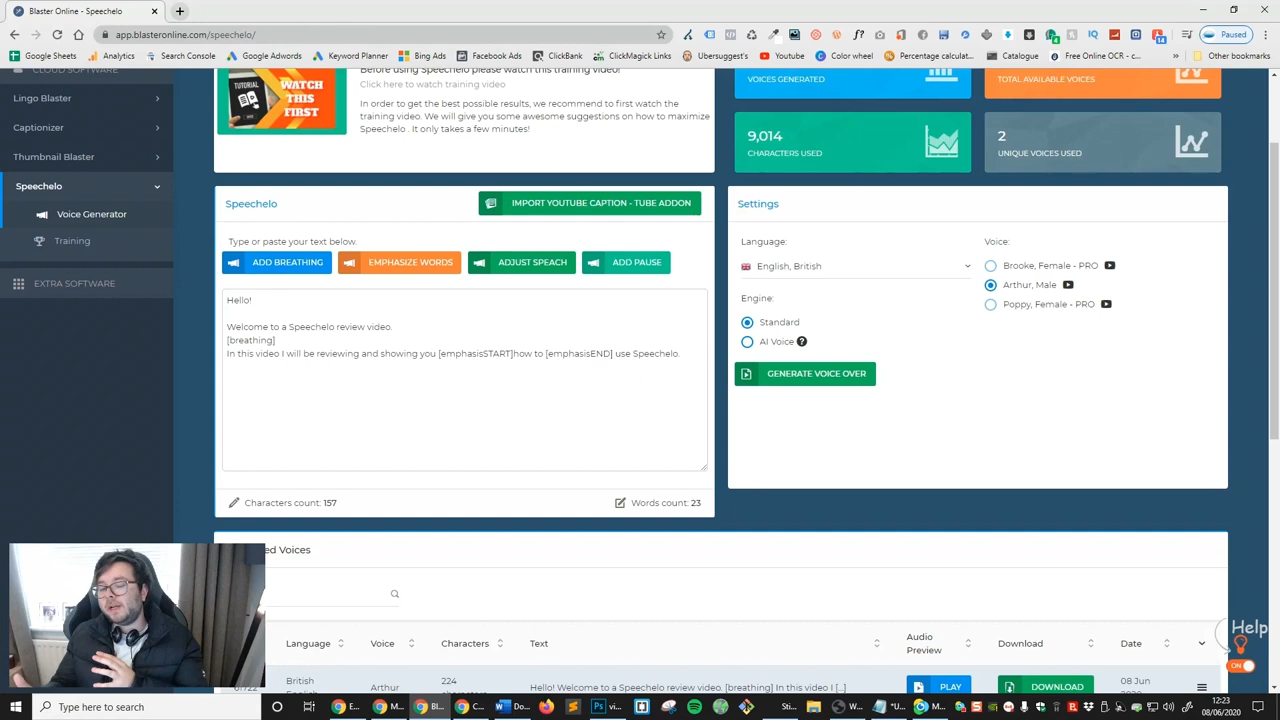 Blaster Online - Speechelo
app.blasteronline.com/speechelo/
Paused
Google Sheets
Analytics
Search Console
Google Adwords
Keyword Planner
Bing Ads
Facebook Ads
ClickBank
ClickMagick Links
Ubersuggest's
Youtube
Color wheel
Percentage calculat...
Catalogue
Free Online OCR - c...
Other bookmarks
CLOUD SOFTWARE
Lingo Blaster
Captionizer
Thumbnail Blaster
Speechelo
Voice Generator
Training
EXTRA SOFTWARE
TUTORIAL
WATCH
THIS
FIRST
Before using Speechelo please watch this training video!
Click here to watch training video
In order to get the best possible results, we recommend to first watch the
training video. We will give you some awesome suggestions on how to maximize
Speechelo . It only takes a few minutes!
VOICES GENERATED
TOTAL AVAILABLE VOICES
9,014
CHARACTERS USED
2
UNIQUE VOICES USED
Speechelo
IMPORT YOUTUBE CAPTION - TUBE ADDON
Type or paste your text below.
ADD BREATHING
EMPHASIZE WORDS
ADJUST SPEACH
ADD PAUSE
Hello!
Welcome to a Speechelo review video.
[breathing]
In this video I will be reviewing and showing you [emphasisSTART]how to [emphasisEND] use Speechelo.
Characters count: 157
Words count: 23
Settings
Language:
English, British
Engine:
Standard
AI Voice
GENERATE VOICE OVER
Voice:
Brooke, Female - PRO
Arthur, Male
Poppy, Female - PRO
ed Voices
Language
Voice
Characters
Text
Audio
Preview
Download
Date
British
Arthur
224
Hello! Welcome to a Speechelo review video. [breathing] In this video I [...]
PLAY
DOWNLOAD
08 Jun
Help
ON
Type here to search
12:23
08/06/2020